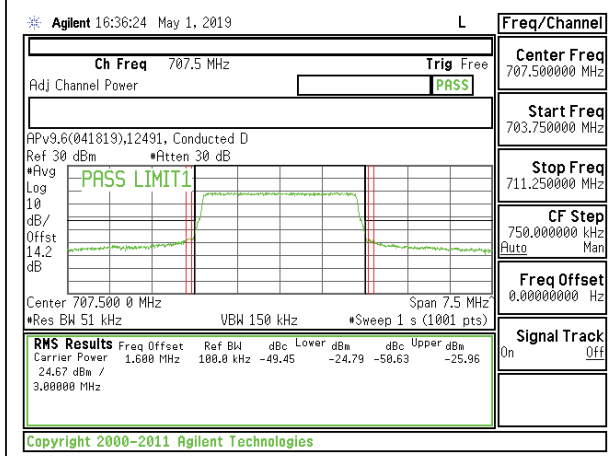 Agilent 16:36:24 May 1, 2019 L
Freq/Channel
Ch Freq 707.5 MHz Trig Free
Adj Channel Power PASS
APv9.6(041819),12491, Conducted D
Ref 30 dBm #Atten 30 dB
#Avg
Log
10
dB/
Offst
14.2
dB
PASS LIMIT1
Center 707.500 0 MHz Span 7.5 MHz^
#Res BW 51 kHz VBW 150 kHz #Sweep 1 s (1001 pts)
RMS Results Freq Offset Ref BW dBc Lower dBm dBc Upper dBm
Carrier Power 1.600 MHz 100.0 kHz -49.45 -24.79 -50.63 -25.96
24.67 dBm /
3.00000 MHz
Center Freq
707.500000 MHz
Start Freq
703.750000 MHz
Stop Freq
711.250000 MHz
CF Step
750.000000 kHz
Auto Man
Freq Offset
0.00000000 Hz
Signal Track
On Off
Copyright 2000-2011 Agilent Technologies